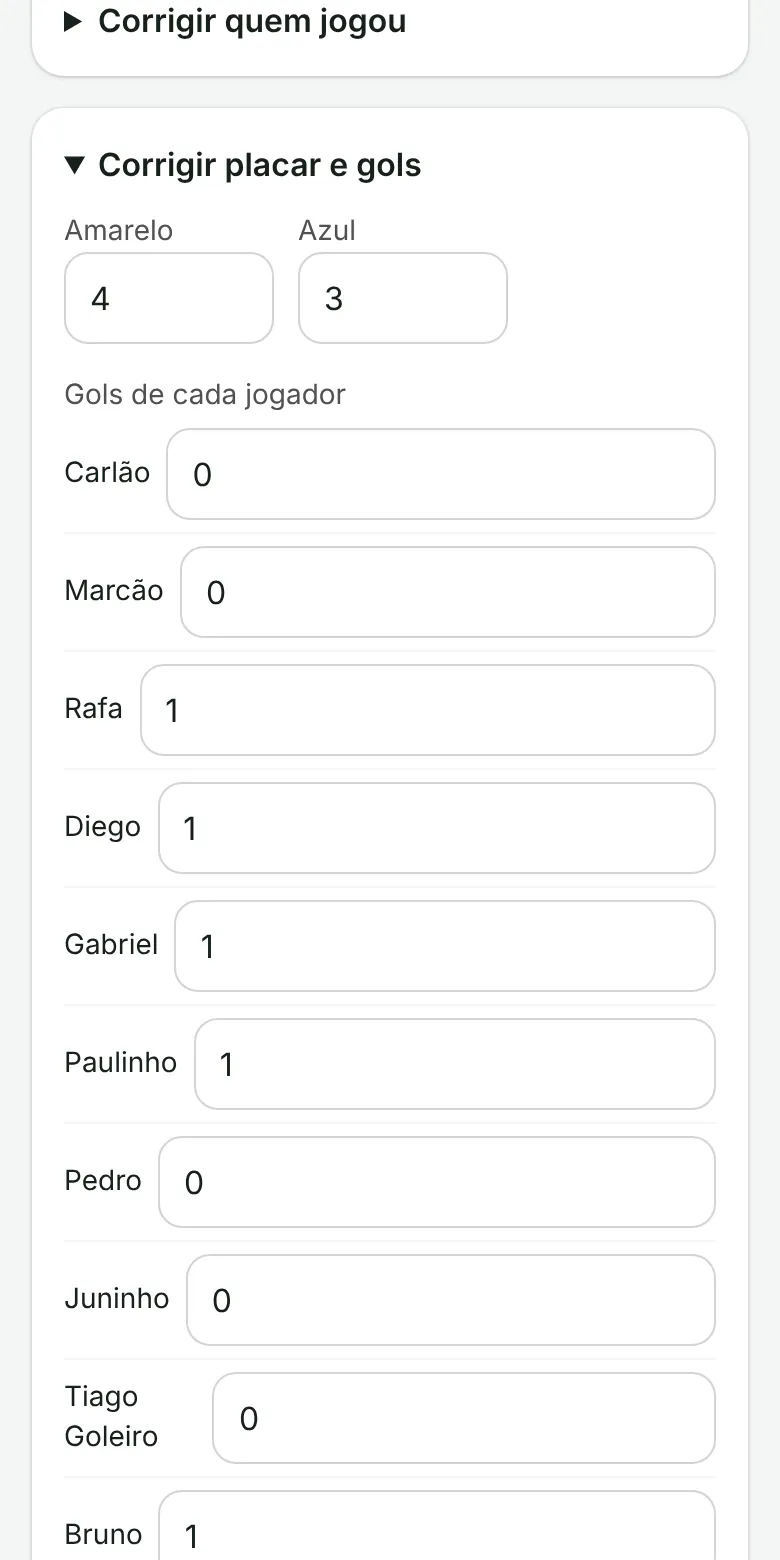 Corrigir quem jogou
Corrigir placar e gols
Amarelo Azul
4 3
Gols de cada jogador
Carlão 0
Marcão 0
Rafa 1
Diego 1
Gabriel 1
Paulinho 1
Pedro 0
Juninho 0
Tiago
Goleiro 0
Bruno 1